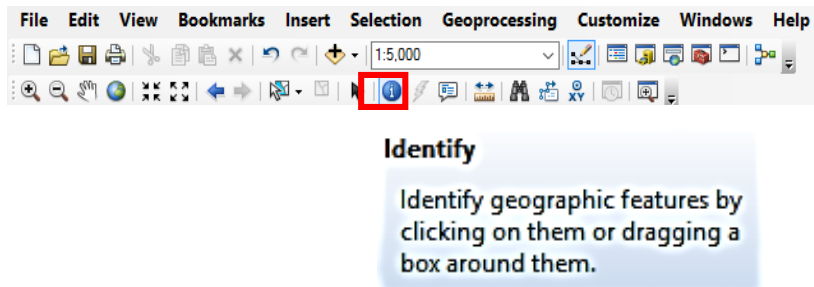 File Edit View Bookmarks Insert Selection Geoprocessing Customize Windows Help
1:5,000
XY
Identify
Identify geographic features by
clicking on them or dragging a
box around them.